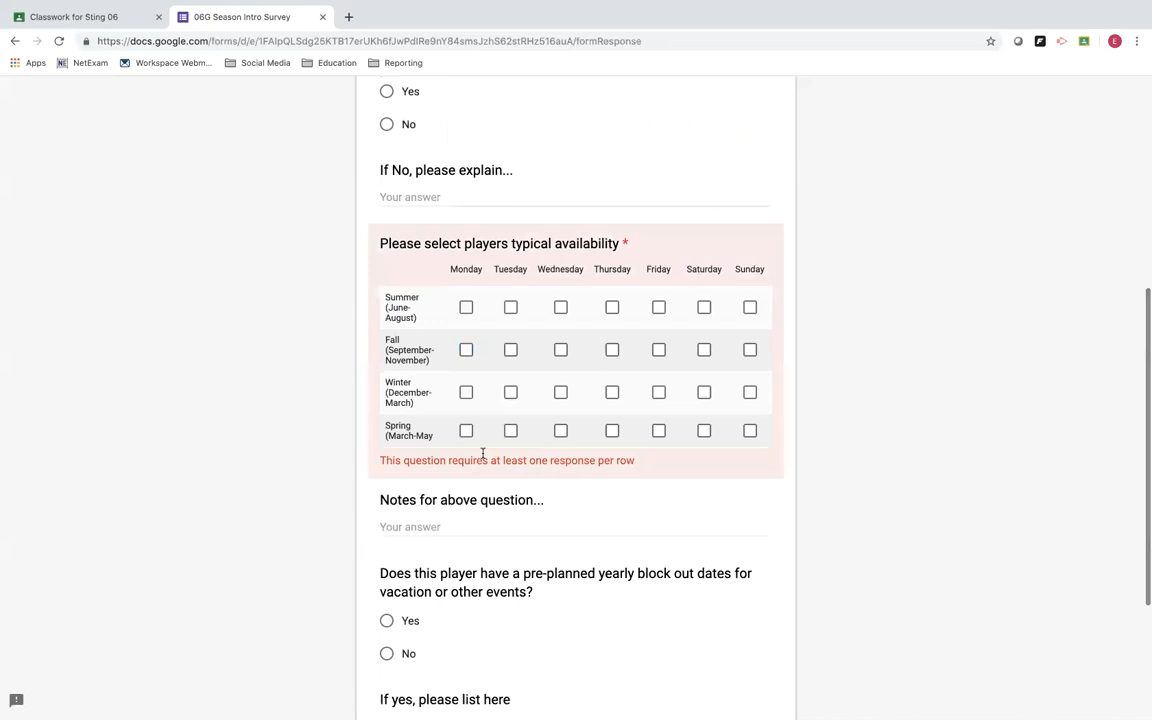 Classwork for Sting 06
06G Season Intro Survey
https://docs.google.com/forms/d/e/1FAIpQLSdg25KTB17erUKh6fJwPdIRe9nY84smsJzhS62stRHz516auA/formResponse
E
Apps
NE NetExam
Workspace Webm...
Social Media
Education
Reporting
Yes
No
If No, please explain...
Your answer
Please select players typical availability *
Monday Tuesday Wednesday Thursday Friday Saturday Sunday
Summer
(June-
August)
Fall
(September-
November)
Winter
(December-
March)
Spring
(March-May
This question requires at least one response per row
Notes for above question...
Your answer
Does this player have a pre-planned yearly block out dates for
vacation or other events?
Yes
No
If yes, please list here